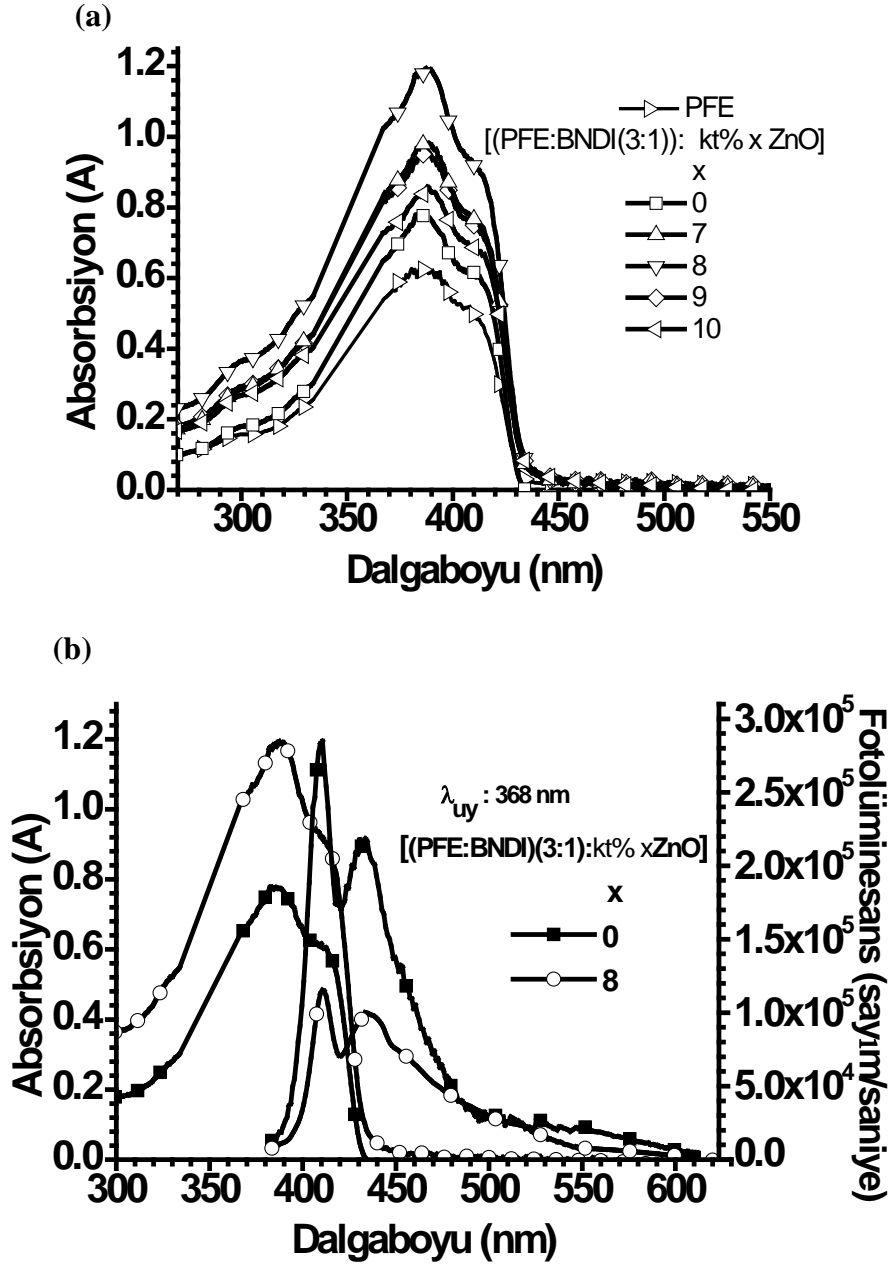 (a)
1.2
1.0
0.8
0.6
0.4
0.2
0.0
Absorbsiyon (A)
300 350 400 450 500 550
Dalgaboyu (nm)
PFE
[(PFE:BNDI(3:1)): kt% x ZnO]
x
0
7
8
9
10
(b)
1.2
1.0
0.8
0.6
0.4
0.2
0.0
Absorbsiyon (A)
300 350 400 450 500 550 600
Dalgaboyu (nm)
λuy : 368 nm
[(PFE:BNDI)(3:1):kt% xZnO]
x
0
8
3.0x10⁵
2.5x10⁵
2.0x10⁵
1.5x10⁵
1.0x10⁵
5.0x10⁴
0.0
Fotolüminesans (sayım/saniye)